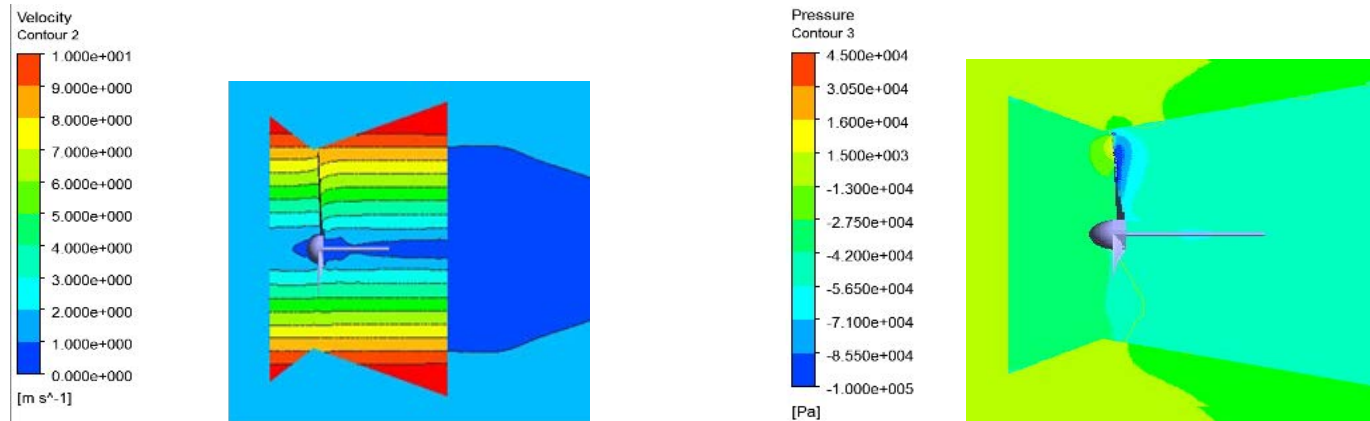 Velocity
Contour 2
1.000e+001
9.000e+000
8.000e+000
7.000e+000
6.000e+000
5.000e+000
4.000e+000
3.000e+000
2.000e+000
1.000e+000
0.000e+000
[m s^-1]
Pressure
Contour 3
4.500e+004
3.050e+004
1.600e+004
1.500e+003
-1.300e+004
-2.750e+004
-4.200e+004
-5.650e+004
-7.100e+004
-8.550e+004
-1.000e+005
[Pa]